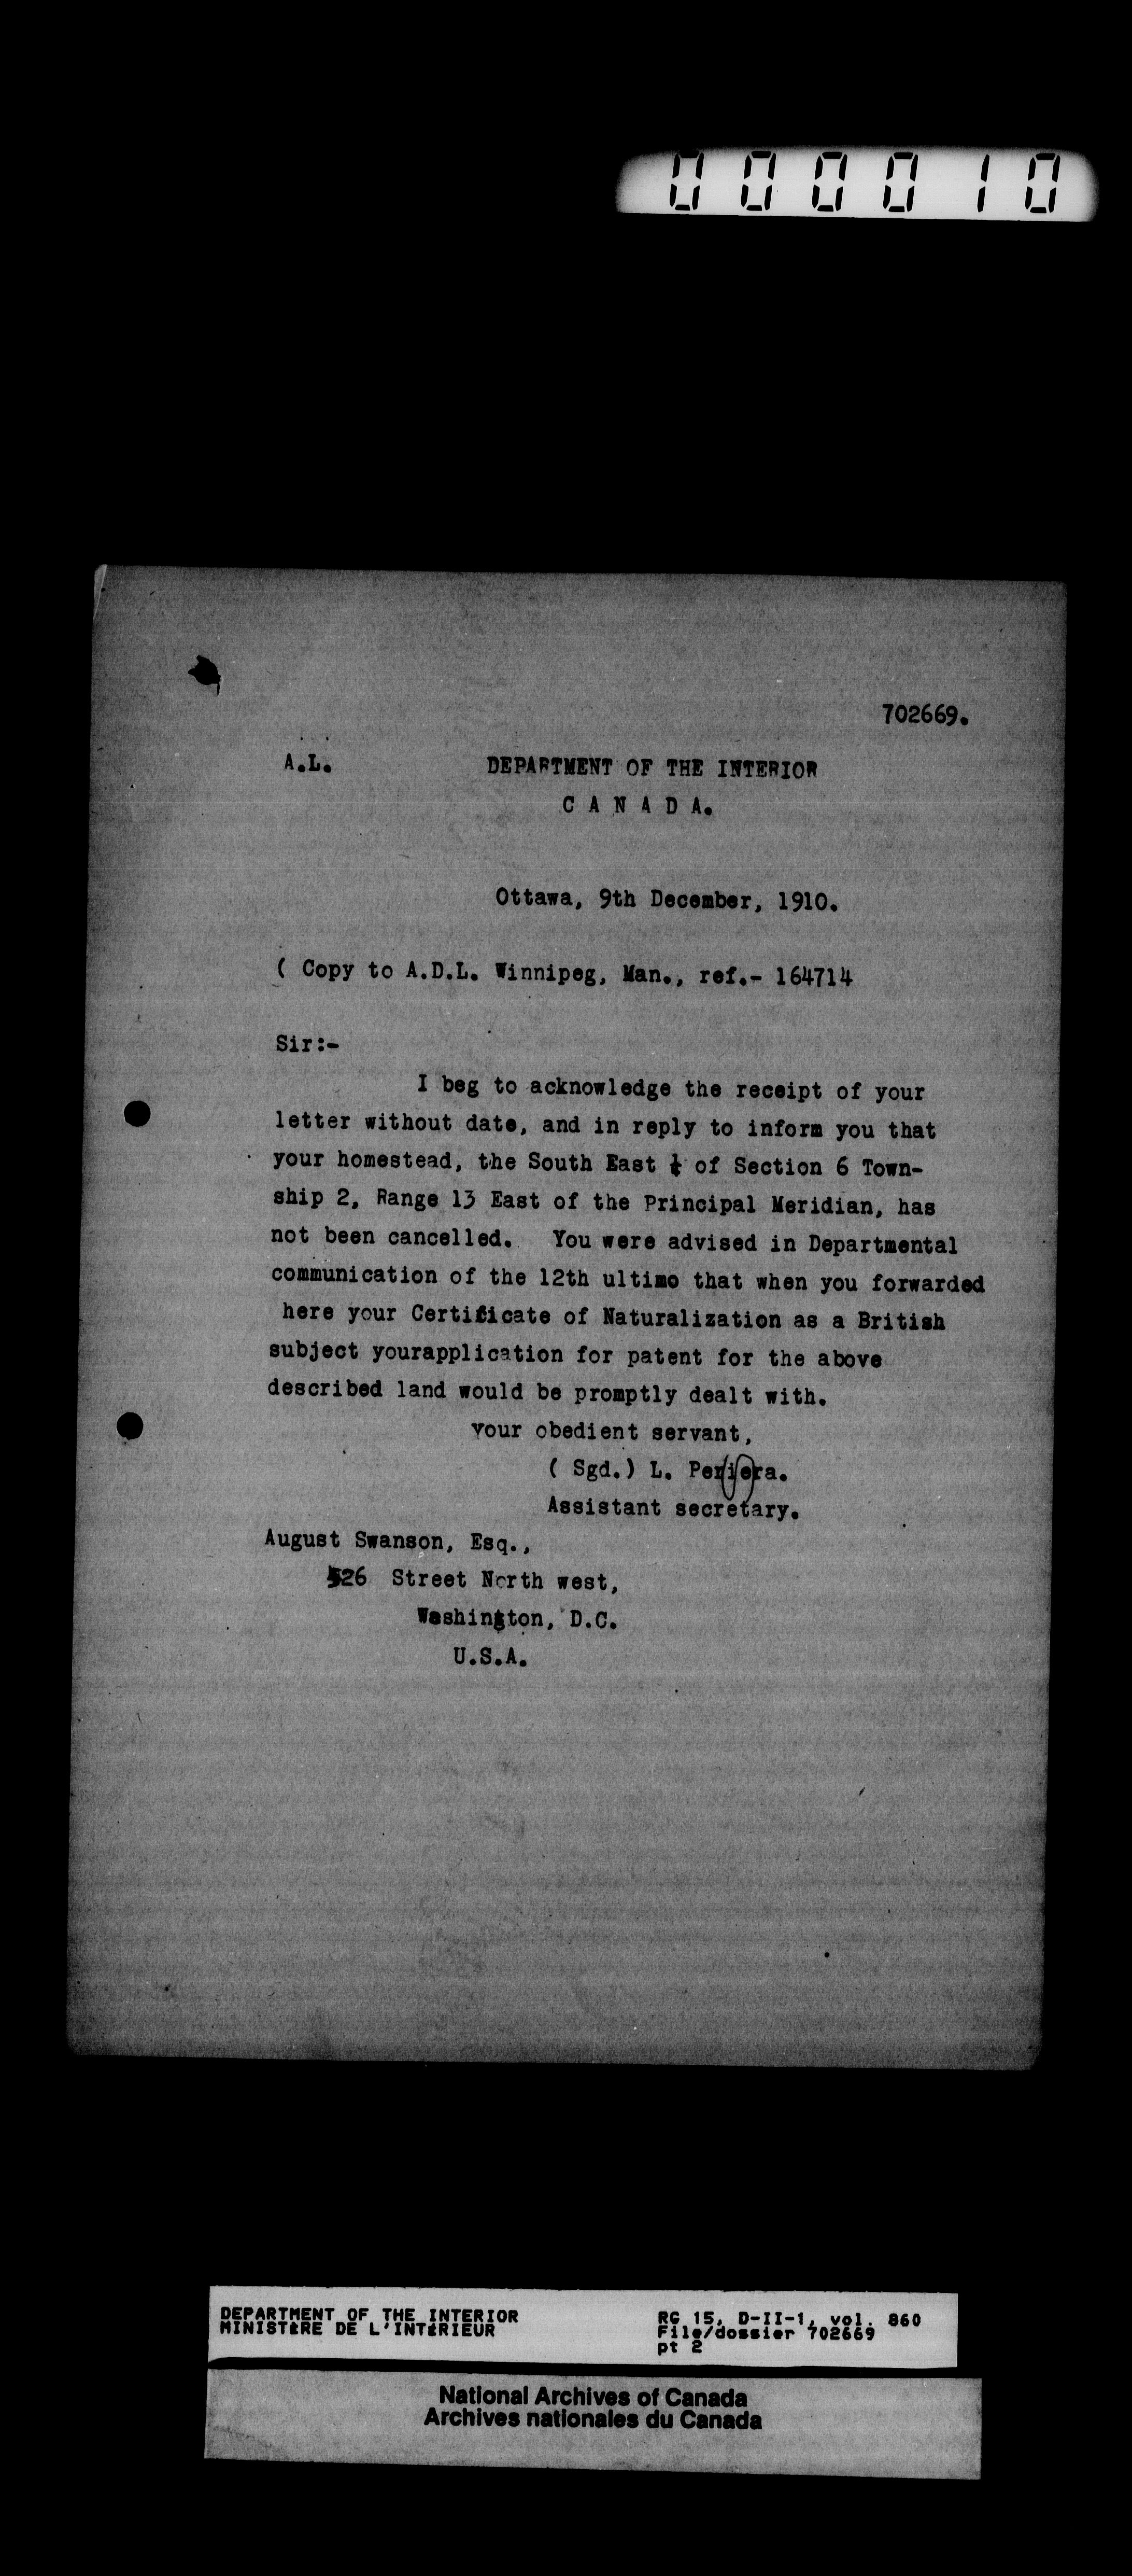 000010
702669.
A.L. DEPARTMENT OF THE INTERIOR
C A N A D A.
Ottawa, 9th December, 1910.
( Copy to A.D.L. Winnipeg, Man., ref.- 164714
Sir:-
I beg to acknowledge the receipt of your
letter without date, and in reply to inform you that
your homestead, the South East ¼ of Section 6 Town-
ship 2, Range 13 East of the Principal Meridian, has
not been cancelled. You were advised in Departmental
communication of the 12th ultimo that when you forwarded
here your Certificate of Naturalization as a British
subject yourapplication for patent for the above
described land would be promptly dealt with.
Your obedient servant,
( Sgd.) L. Periera.
Assistant secretary.
August Swanson, Esq.,
526 Street North west,
Washington, D.C.
U.S.A.
DEPARTMENT OF THE INTERIOR RG 15, D-II-1, vol. 860
MINISTÈRE DE L'INTÉRIEUR File/dossier 702669
pt 2
National Archives of Canada
Archives nationales du Canada